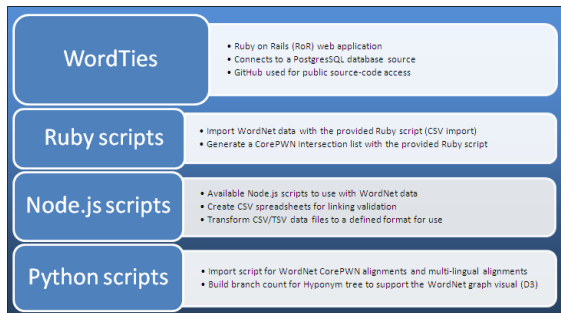 WordTies
• Ruby on Rails (RoR) web application
• Connects to a PostgresSQL database source
• GitHub used for public source-code access
Ruby scripts
• Import WordNet data with the provided Ruby script (CSV import)
• Generate a CorePWN Intersection list with the provided Ruby script
Node.js scripts
• Available Node.js scripts to use with WordNet data
• Create CSV spreadsheets for linking validation
• Transform CSV/TSV data files to a defined format for use
Python scripts
• Import script for WordNet CorePWN alignments and multi-lingual alignments
• Build branch count for Hyponym tree to support the WordNet graph visual (D3)